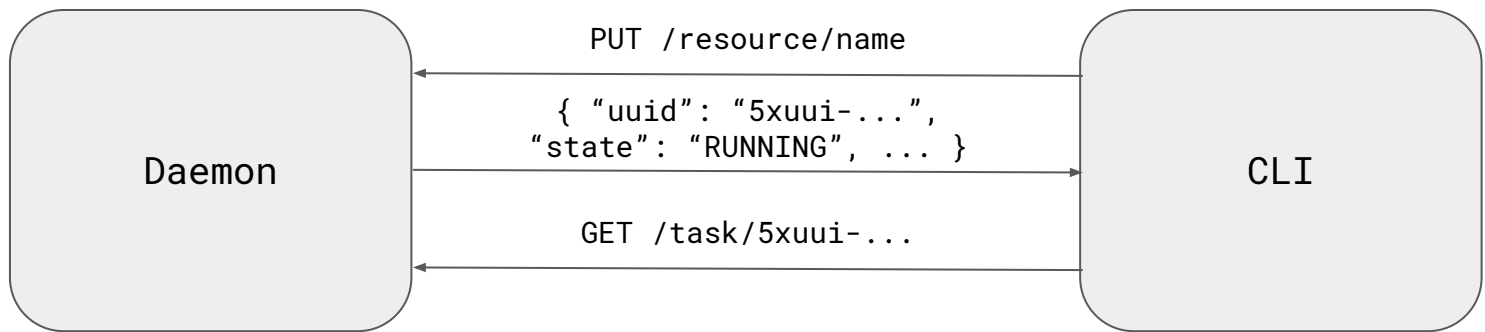 PUT /resource/name
{ “uuid”: “5xuui-...”,
“state”: “RUNNING”, ... }
Daemon
CLI
GET /task/5xuui-...